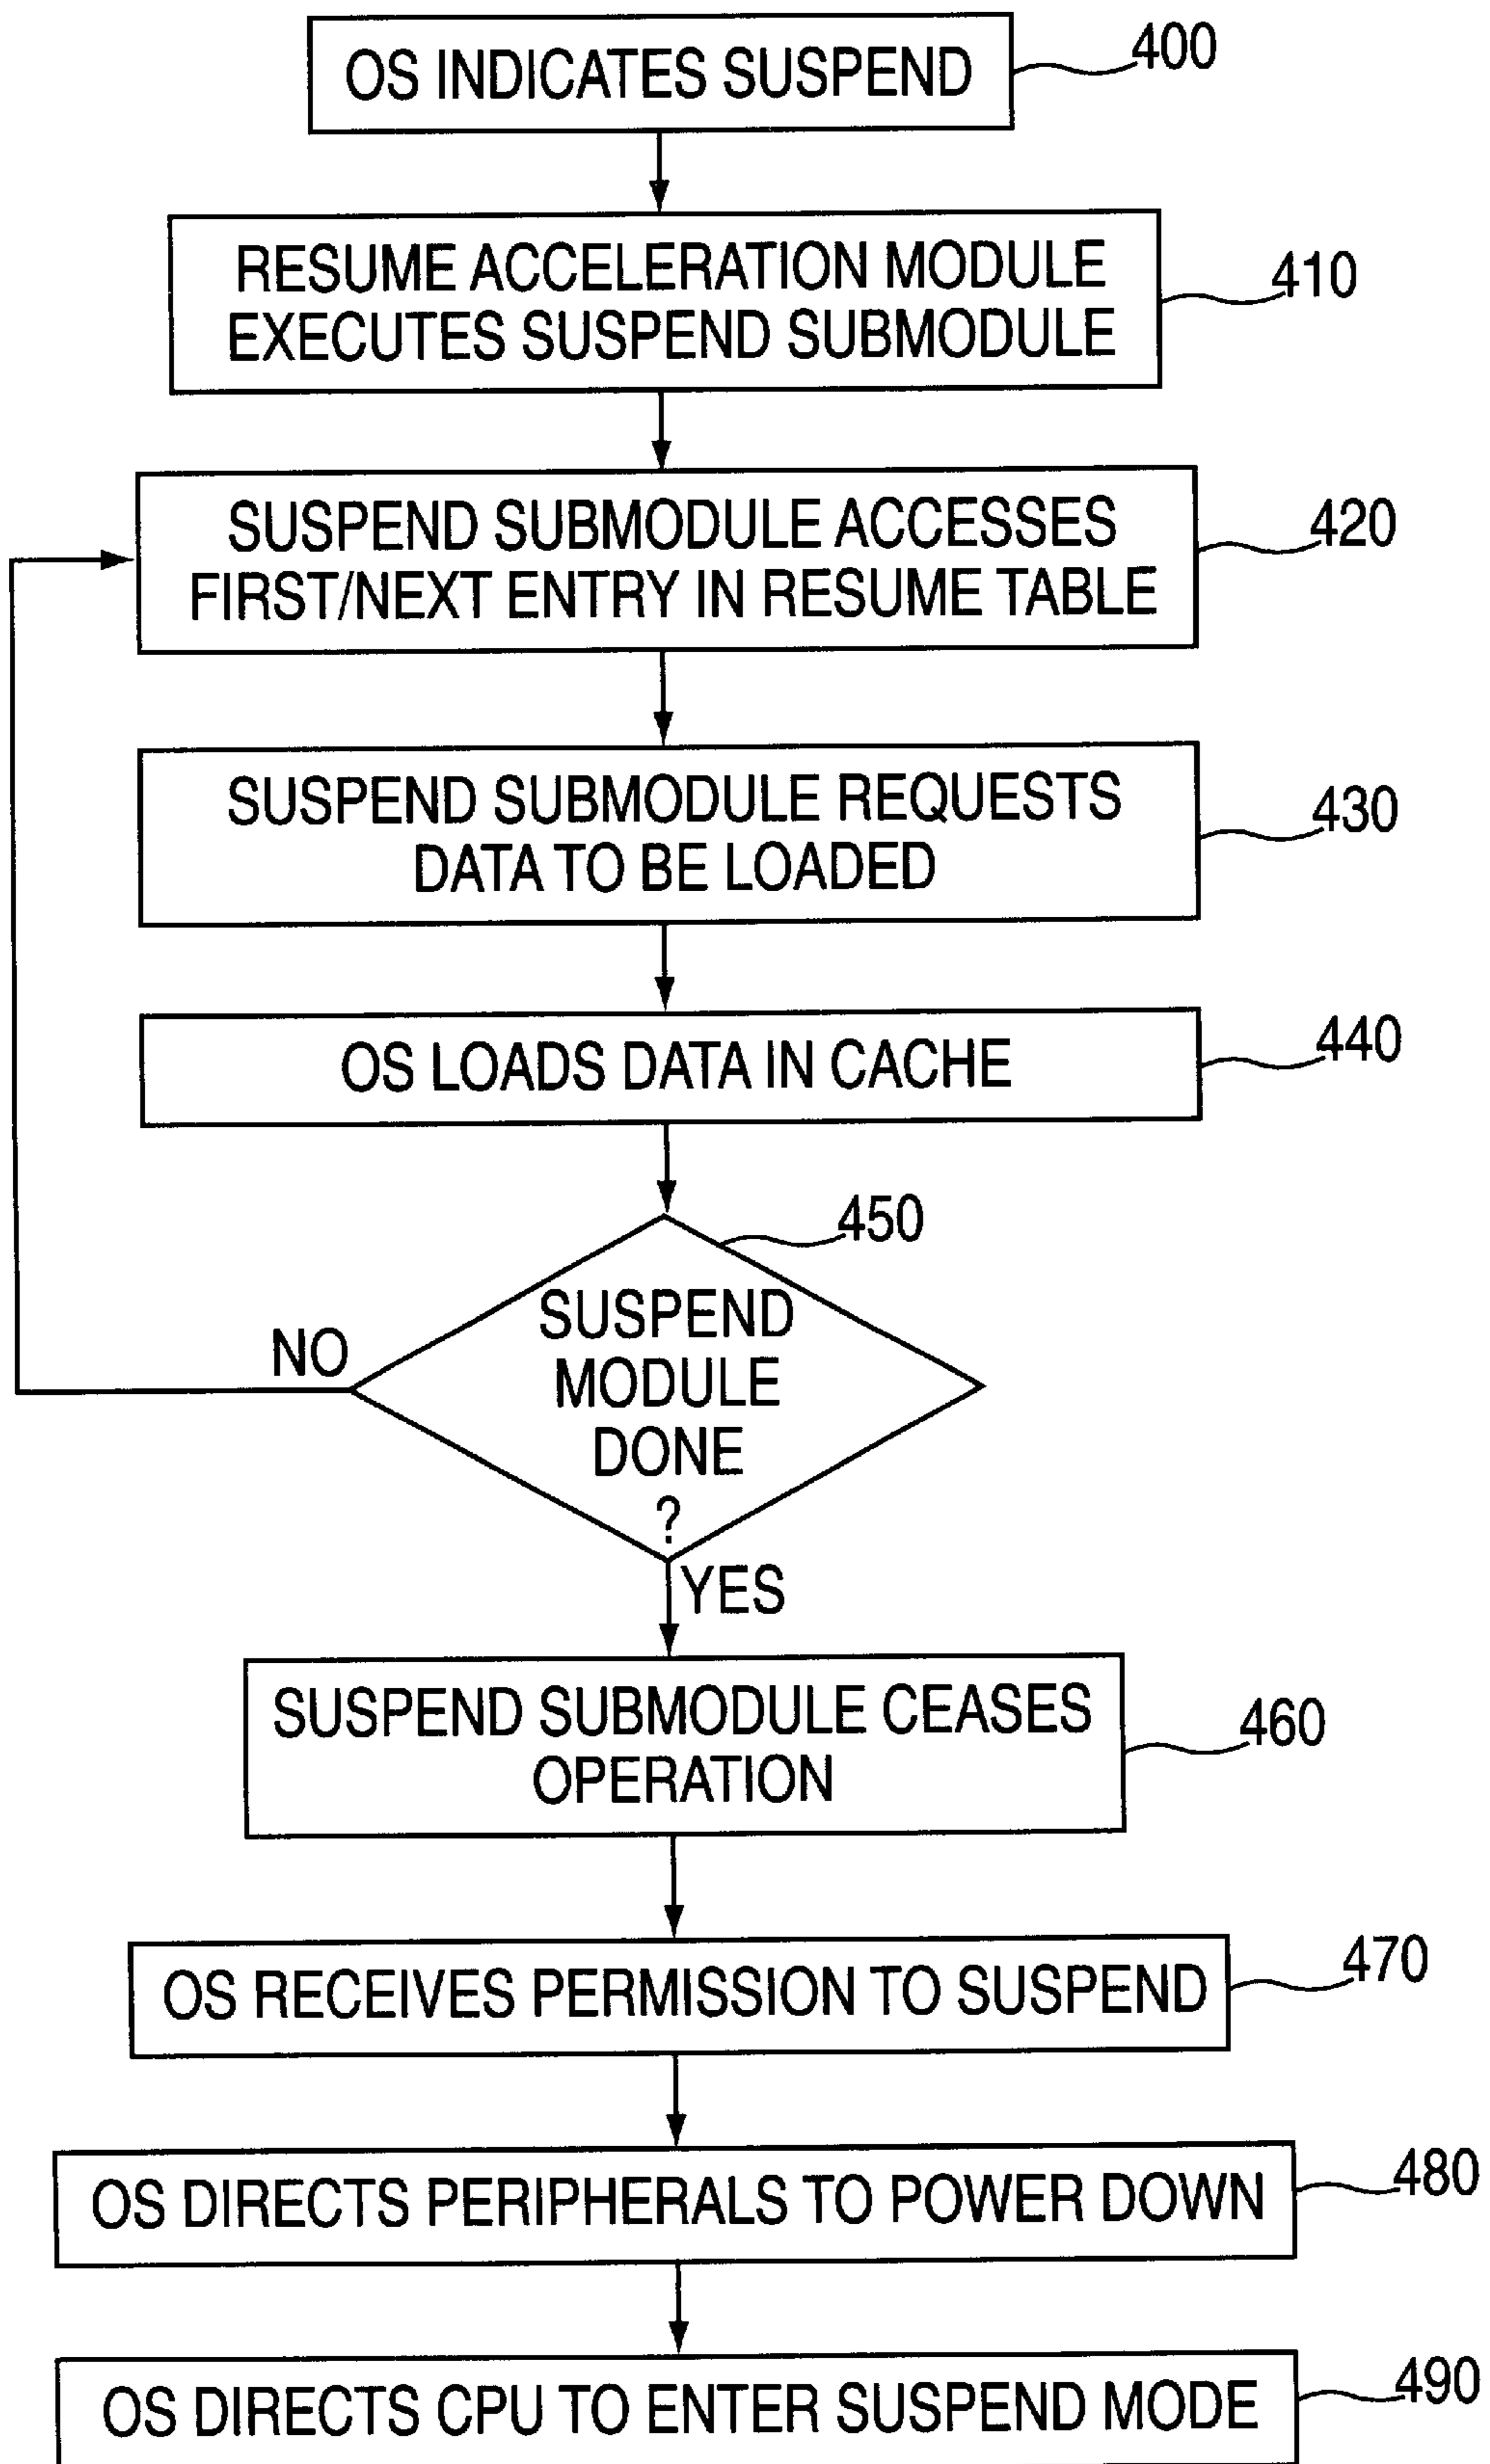 OS INDICATES SUSPEND
400
RESUME ACCELERATION MODULE
EXECUTES SUSPEND SUBMODULE
410
SUSPEND SUBMODULE ACCESSES
FIRST/NEXT ENTRY IN RESUME TABLE
420
SUSPEND SUBMODULE REQUESTS
DATA TO BE LOADED
430
OS LOADS DATA IN CACHE
440
450
SUSPEND
MODULE
DONE
?
NO
YES
SUSPEND SUBMODULE CEASES
OPERATION
460
OS RECEIVES PERMISSION TO SUSPEND
470
OS DIRECTS PERIPHERALS TO POWER DOWN
480
OS DIRECTS CPU TO ENTER SUSPEND MODE
490